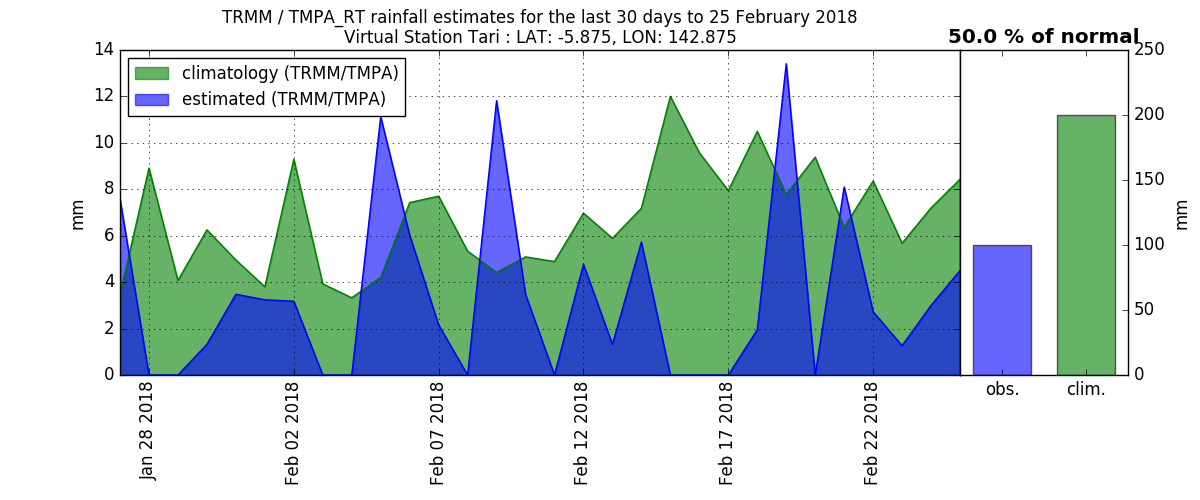 TRMM / TMPA_RT rainfall estimates for the last 30 days to 25 February 2018
Virtual Station Tari : LAT: -5.875, LON: 142.875
50.0 % of normal
climatology (TRMM/TMPA)
estimated (TRMM/TMPA)
mm
14
12
10
8
6
4
2
0
Jan 28 2018
Feb 02 2018
Feb 07 2018
Feb 12 2018
Feb 17 2018
Feb 22 2018
obs.
clim.
250
200
150
100
50
0
mm